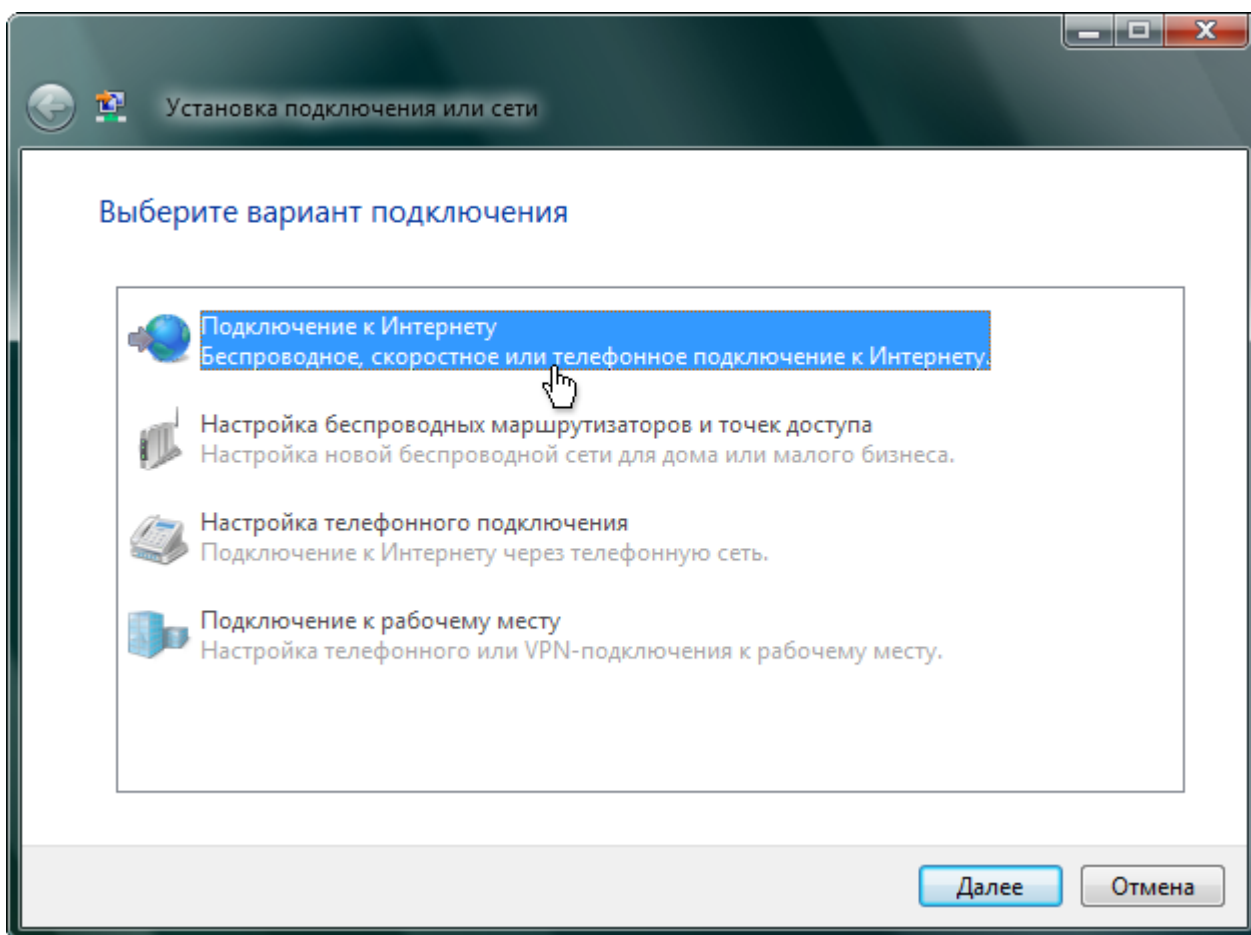 Установка подключения или сети
Выберите вариант подключения
Подключение к Интернету
Беспроводное, скоростное или телефонное подключение к Интернету.
Настройка беспроводных маршрутизаторов и точек доступа
Настройка новой беспроводной сети для дома или малого бизнеса.
Настройка телефонного подключения
Подключение к Интернету через телефонную сеть.
Подключение к рабочему месту
Настройка телефонного или VPN-подключения к рабочему месту.
Далее
Отмена